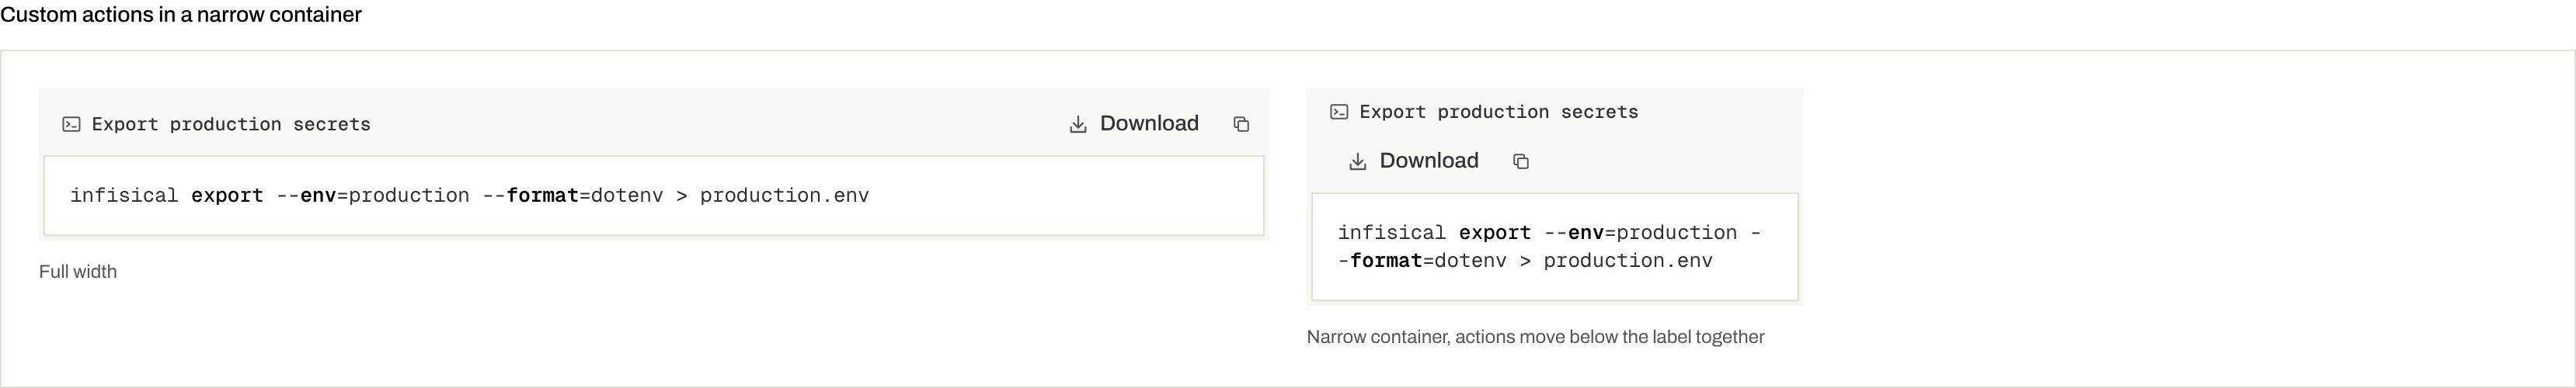 Custom actions in a narrow container
Export production secrets
Download
infisical export --env=production --format=dotenv > production.env
Full width
Export production secrets
Download
infisical export --env=production -
-format=dotenv > production.env
Narrow container, actions move below the label together